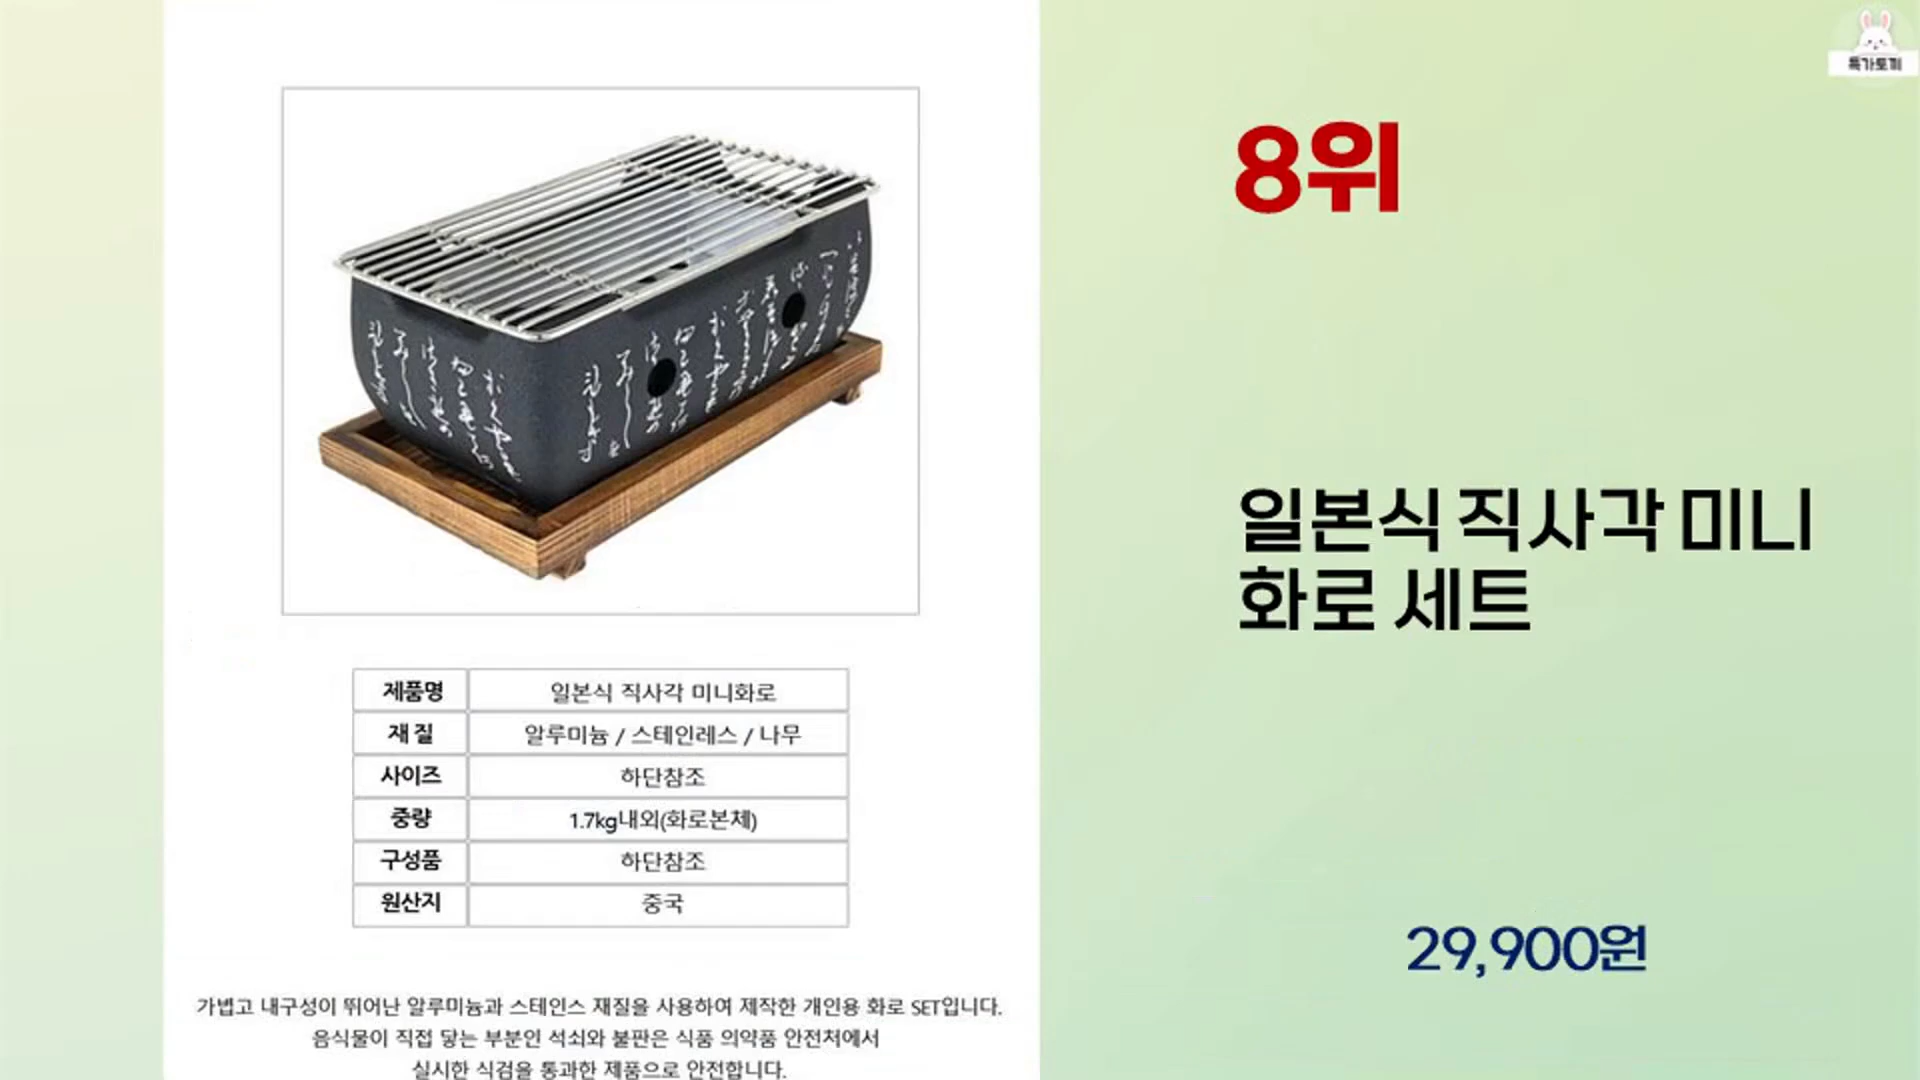 특가토끼
8위
일본식 직사각 미니
화로 세트
29,900원
제품명 일본식 직사각 미니화로
재 질 알루미늄 / 스테인레스 / 나무
사이즈 하단참조
중량 1.7kg내외(화로본체)
구성품 하단참조
원산지 중국
가볍고 내구성이 뛰어난 알루미늄과 스테인스 재질을 사용하여 제작한 개인용 화로 SET입니다.
음식물이 직접 닿는 부분인 석쇠와 불판은 식품 의약품 안전처에서
실시한 식검을 통과한 제품으로 안전합니다.